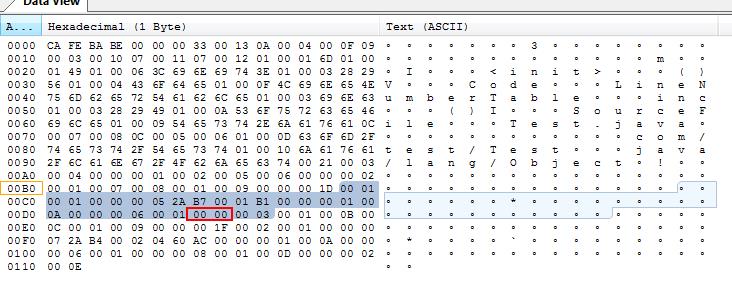 Data View
A... Hexadecimal (1 Byte) Text (ASCII)
0000 CA FE BA BE 00 00 00 33 00 13 0A 00 04 00 0F 09 ∘ ∘ ∘ ∘ ∘ ∘ ∘ 3 ∘ ∘ ∘ ∘ ∘ ∘ ∘ ∘
0010 00 03 00 10 07 00 11 07 00 12 01 00 01 6D 01 00 ∘ ∘ ∘ ∘ ∘ ∘ ∘ ∘ ∘ ∘ ∘ ∘ ∘ m ∘ ∘
0020 01 49 01 00 06 3C 69 6E 69 74 3E 01 00 03 28 29 ∘ I ∘ ∘ ∘ < i n i t > ∘ ∘ ∘ ( )
0030 56 01 00 04 43 6F 64 65 01 00 0F 4C 69 6E 65 4E V ∘ ∘ ∘ C o d e ∘ ∘ ∘ L i n e N
0040 75 6D 62 65 72 54 61 62 6C 65 01 00 03 69 6E 63 u m b e r T a b l e ∘ ∘ ∘ i n c
0050 01 00 03 28 29 49 01 00 0A 53 6F 75 72 63 65 46 ∘ ∘ ∘ ( ) I ∘ ∘ ∘ S o u r c e F
0060 69 6C 65 01 00 09 54 65 73 74 2E 6A 61 76 61 0C i l e ∘ ∘ ∘ T e s t . j a v a ∘
0070 00 07 00 08 0C 00 05 00 06 01 00 0D 63 6F 6D 2F ∘ ∘ ∘ ∘ ∘ ∘ ∘ ∘ ∘ ∘ ∘ ∘ c o m /
0080 74 65 73 74 2F 54 65 73 74 01 00 10 6A 61 76 61 t e s t / T e s t ∘ ∘ ∘ j a v a
0090 2F 6C 61 6E 67 2F 4F 62 6A 65 63 74 00 21 00 03 / l a n g / O b j e c t ∘ ! ∘ ∘
00A0 00 04 00 00 00 01 00 02 00 05 00 06 00 00 00 02 ∘ ∘ ∘ ∘ ∘ ∘ ∘ ∘ ∘ ∘ ∘ ∘ ∘ ∘ ∘ ∘
00B0 00 01 00 07 00 08 00 01 00 09 00 00 00 1D 00 01 ∘ ∘ ∘ ∘ ∘ ∘ ∘ ∘ ∘ ∘ ∘ ∘ ∘ ∘ ∘ ∘
00C0 00 01 00 00 00 05 2A B7 00 01 B1 00 00 00 01 00 ∘ ∘ ∘ ∘ ∘ ∘ * ∘ ∘ ∘ ∘ ∘ ∘ ∘ ∘ ∘
00D0 0A 00 00 00 06 00 01 00 00 00 03 00 01 00 0B 00 ∘ ∘ ∘ ∘ ∘ ∘ ∘ ∘ ∘ ∘ ∘ ∘ ∘ ∘ ∘ ∘
00E0 0C 00 01 00 09 00 00 00 1F 00 02 00 01 00 00 00 ∘ ∘ ∘ ∘ ∘ ∘ ∘ ∘ ∘ ∘ ∘ ∘ ∘ ∘ ∘ ∘
00F0 07 2A B4 00 02 04 60 AC 00 00 00 01 00 0A 00 00 ∘ * ∘ ∘ ∘ ∘ ` ∘ ∘ ∘ ∘ ∘ ∘ ∘ ∘ ∘
0100 00 06 00 01 00 00 00 08 00 01 00 0D 00 00 00 02 ∘ ∘ ∘ ∘ ∘ ∘ ∘ ∘ ∘ ∘ ∘ ∘ ∘ ∘ ∘ ∘
0110 00 0E ∘ ∘